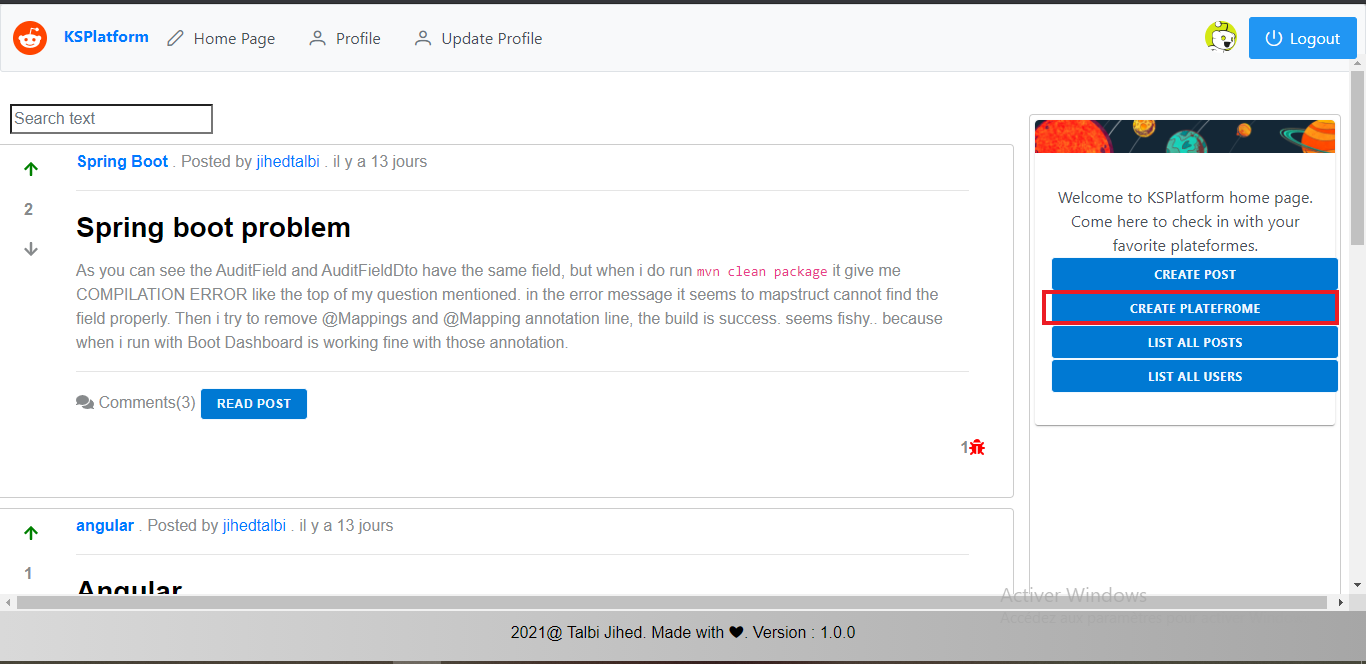 KSPlatform Home Page Profile Update Profile Logout
Search text
Spring Boot . Posted by jihedtalbi . il y a 13 jours
2
Spring boot problem
As you can see the AuditField and AuditFieldDto have the same field, but when i do run mvn clean package it give me
COMPILATION ERROR like the top of my question mentioned. in the error message it seems to mapstruct cannot find the
field properly. Then i try to remove @Mappings and @Mapping annotation line, the build is success. seems fishy.. because
when i run with Boot Dashboard is working fine with those annotation.
Comments(3) READ POST
1
angular . Posted by jihedtalbi . il y a 13 jours
1
Angular
Welcome to KSPlatform home page.
Come here to check in with your
favorite plateformes.
CREATE POST
CREATE PLATEFROME
LIST ALL POSTS
LIST ALL USERS
Activer Windows
2021@ Talbi Jihed. Made with ❤. Version : 1.0.0